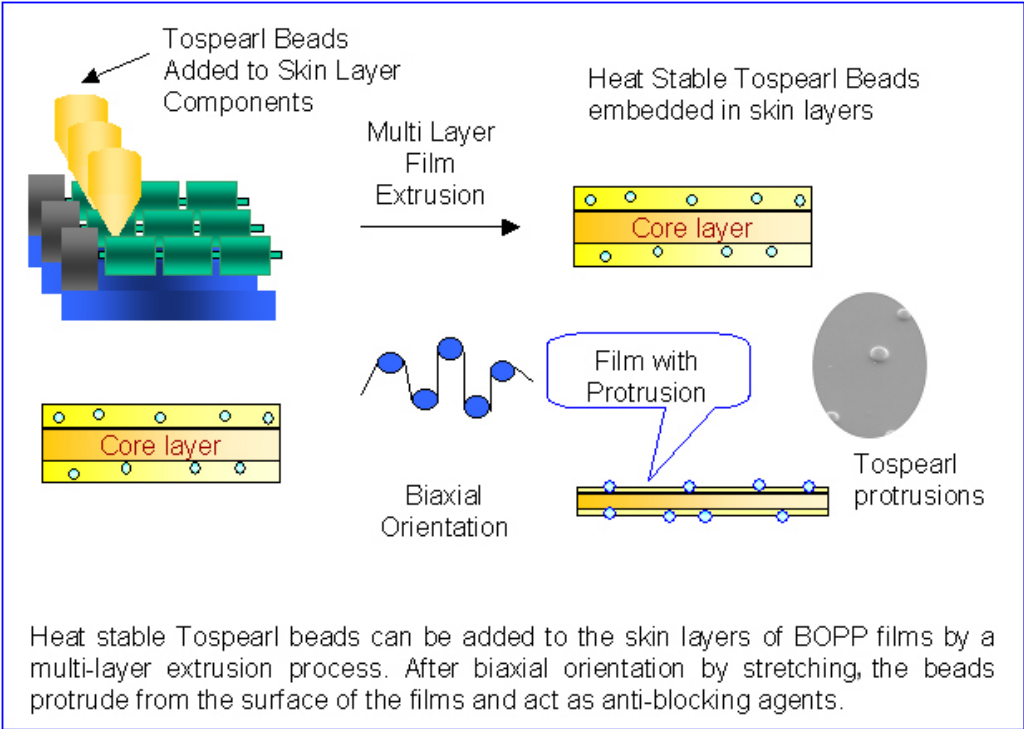 Tospearl Beads
Added to Skin Layer
Components
Multi Layer
Film
Extrusion
Heat Stable Tospearl Beads
embedded in skin layers
Core layer
Core layer
Biaxial
Orientation
Film with
Protrusion
Tospearl
protrusions
Heat stable Tospearl beads can be added to the skin layers of BOPP films by a
multi-layer extrusion process. After biaxial orientation by stretching, the beads
protrude from the surface of the films and act as anti-blocking agents.